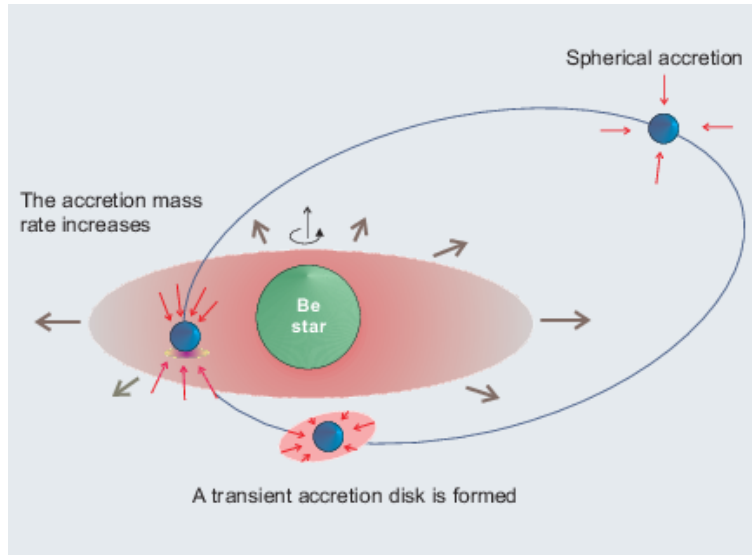 Spherical accretion
The accretion mass
rate increases
Be
star
A transient accretion disk is formed